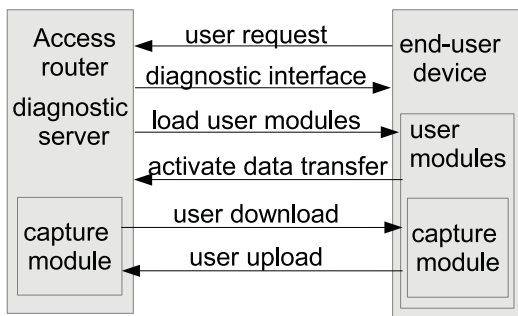 Access
router
diagnostic
server
capture
module
user request
diagnostic interface
load user modules
activate data transfer
user download
user upload
end-user
device
user
modules
capture
module